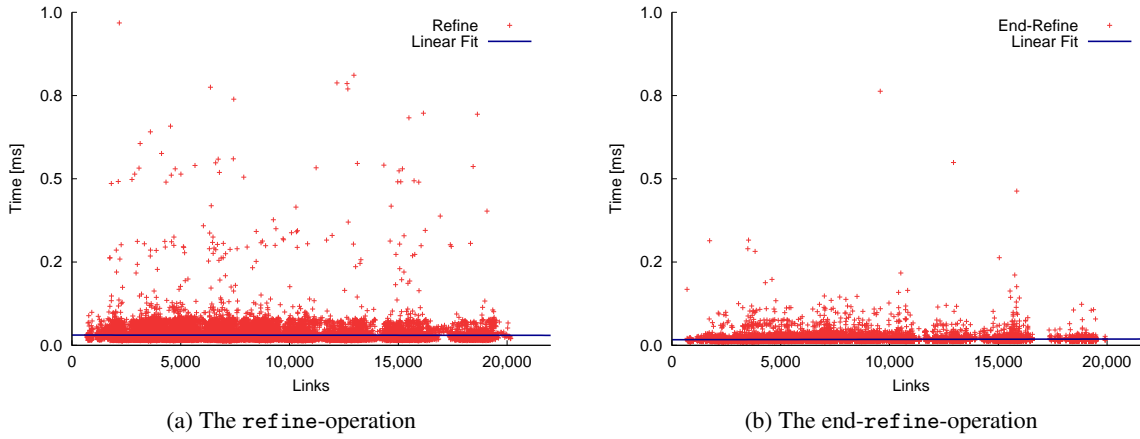 1.0
0.8
0.5
0.2
0.0
Time [ms]
0
5,000
10,000
15,000
20,000
Links
Refine
Linear Fit
(a) The refine-operation
1.0
0.8
0.5
0.2
0.0
Time [ms]
0
5,000
10,000
15,000
20,000
Links
End-Refine
Linear Fit
(b) The end-refine-operation